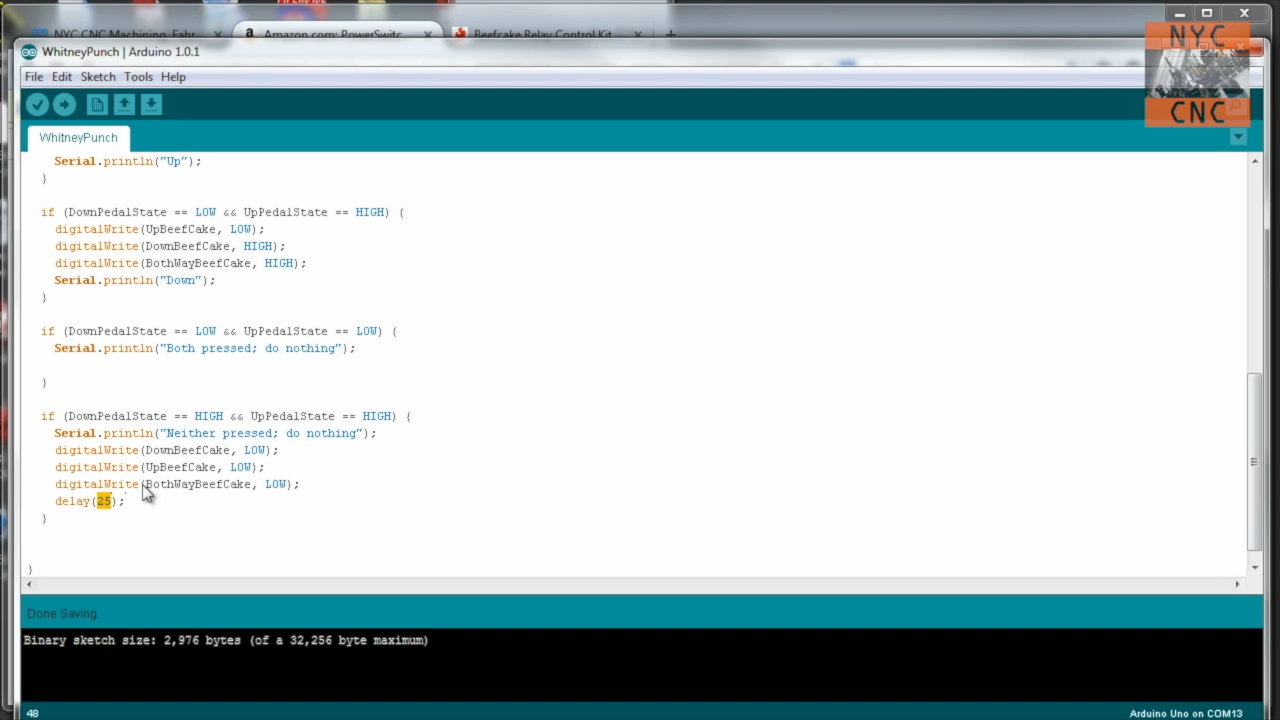 NYC CNC Machining, Fabr
Amazon.com: PowerSwitc
Beefcake Relay Control Kit
WhitneyPunch | Arduino 1.0.1
NYC
CNC
File Edit Sketch Tools Help
WhitneyPunch
Serial.println("Up");
}
if (DownPedalState == LOW && UpPedalState == HIGH) {
digitalWrite(UpBeefCake, LOW);
digitalWrite(DownBeefCake, HIGH);
digitalWrite(BothWayBeefCake, HIGH);
Serial.println("Down");
}
if (DownPedalState == LOW && UpPedalState == LOW) {
Serial.println("Both pressed; do nothing");
}
if (DownPedalState == HIGH && UpPedalState == HIGH) {
Serial.println("Neither pressed; do nothing");
digitalWrite(DownBeefCake, LOW);
digitalWrite(UpBeefCake, LOW);
digitalWrite(BothWayBeefCake, LOW);
delay(25);
}
}
Done Saving.
Binary sketch size: 2,976 bytes (of a 32,256 byte maximum)
48
Arduino Uno on COM13